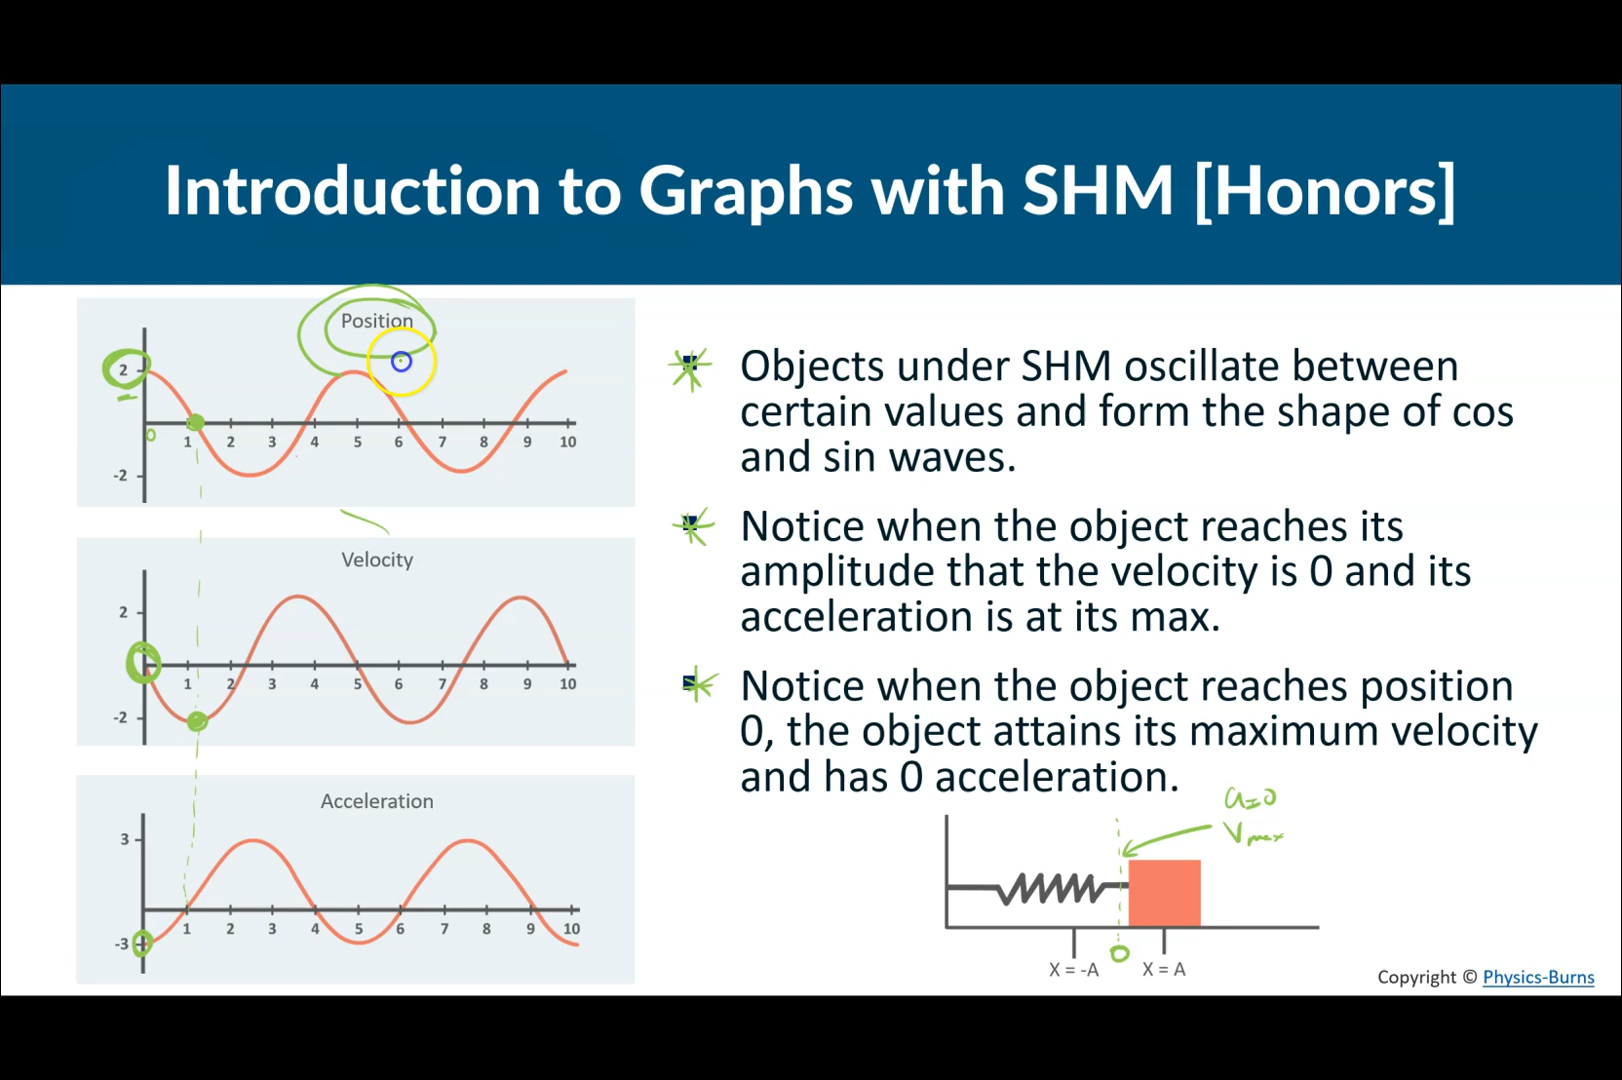 Introduction to Graphs with SHM [Honors]
Position
2
0
1 2 3 4 5 6 7 8 9 10
-2
Velocity
2
1 2 3 4 5 6 7 8 9 10
-2
Acceleration
3
1 2 3 4 5 6 7 8 9 10
-3
Objects under SHM oscillate between
certain values and form the shape of cos
and sin waves.
Notice when the object reaches its
amplitude that the velocity is 0 and its
acceleration is at its max.
Notice when the object reaches position
0, the object attains its maximum velocity
and has 0 acceleration.
a=0
Vmax
0
X = -A X = A
Copyright © Physics-Burns